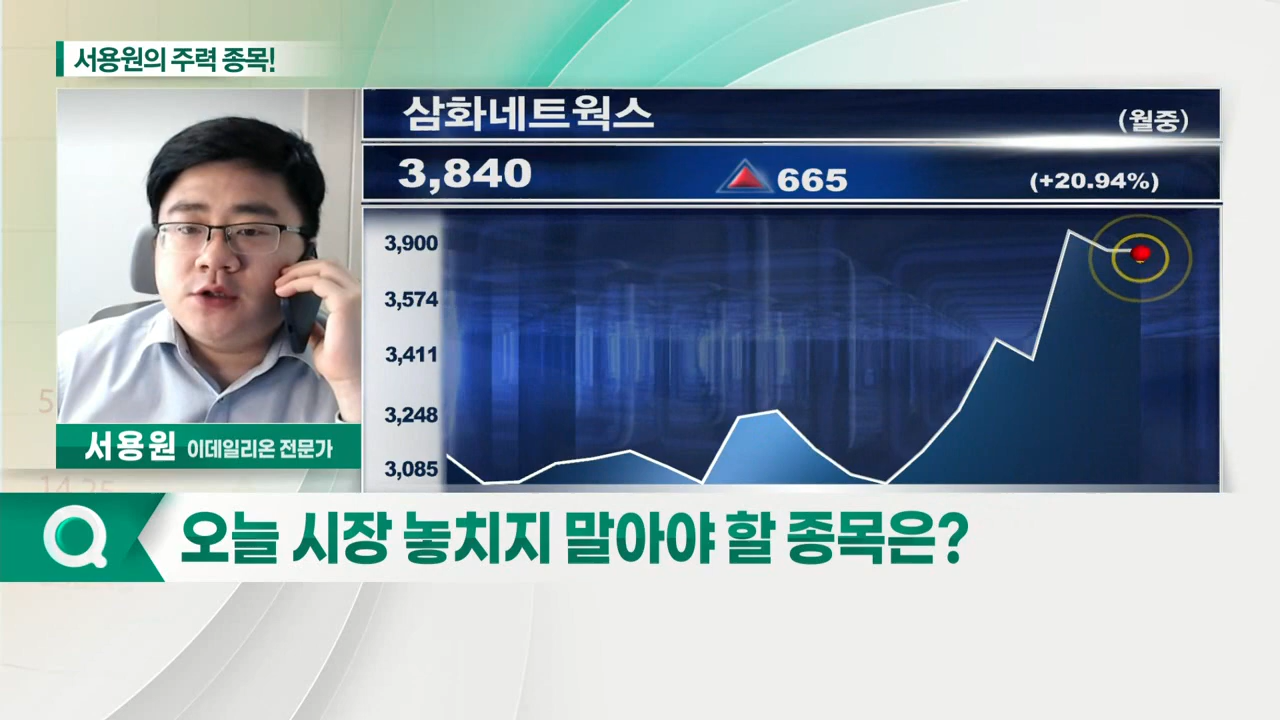 서용원의 주력 종목!
삼화네트웍스
(월중)
3,840
665
(+20.94%)
3,900
3,574
3,411
3,248
3,085
서용원 이데일리온 전문가
오늘 시장 놓치지 말아야 할 종목은?